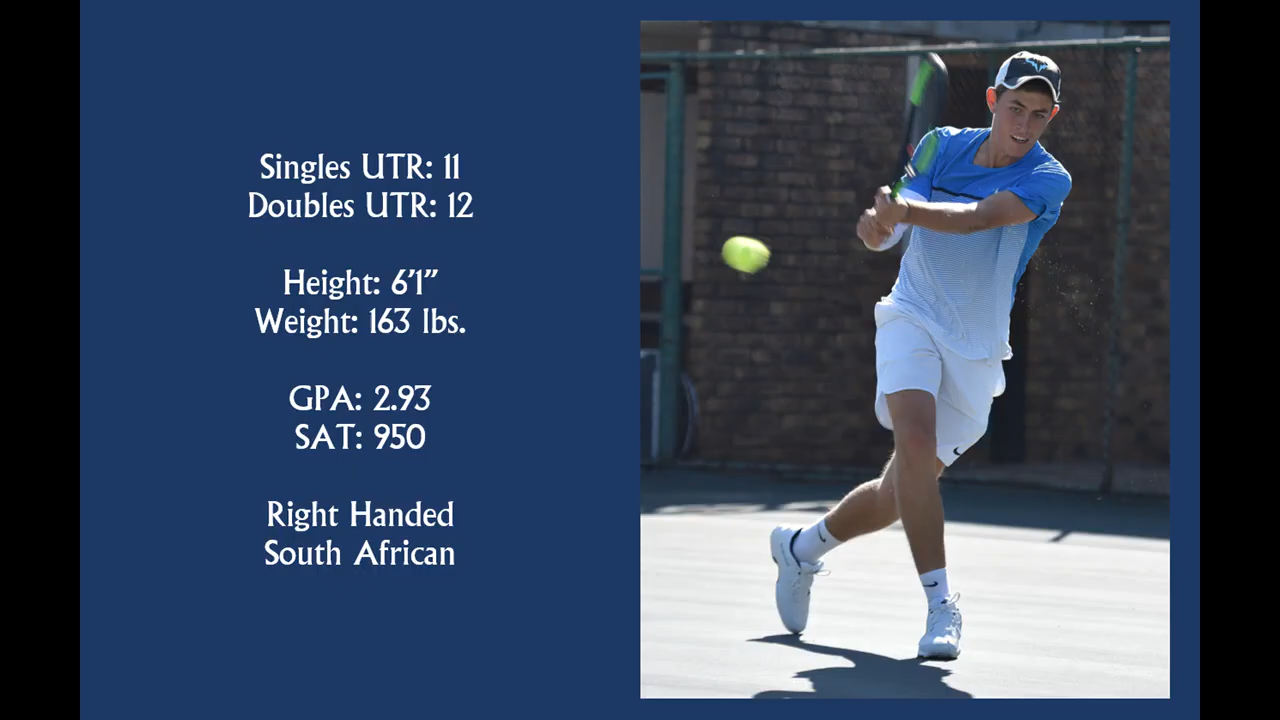 Singles UTR: 11
Doubles UTR: 12
Height: 6'1"
Weight: 163 lbs.
GPA: 2.93
SAT: 950
Right Handed
South African